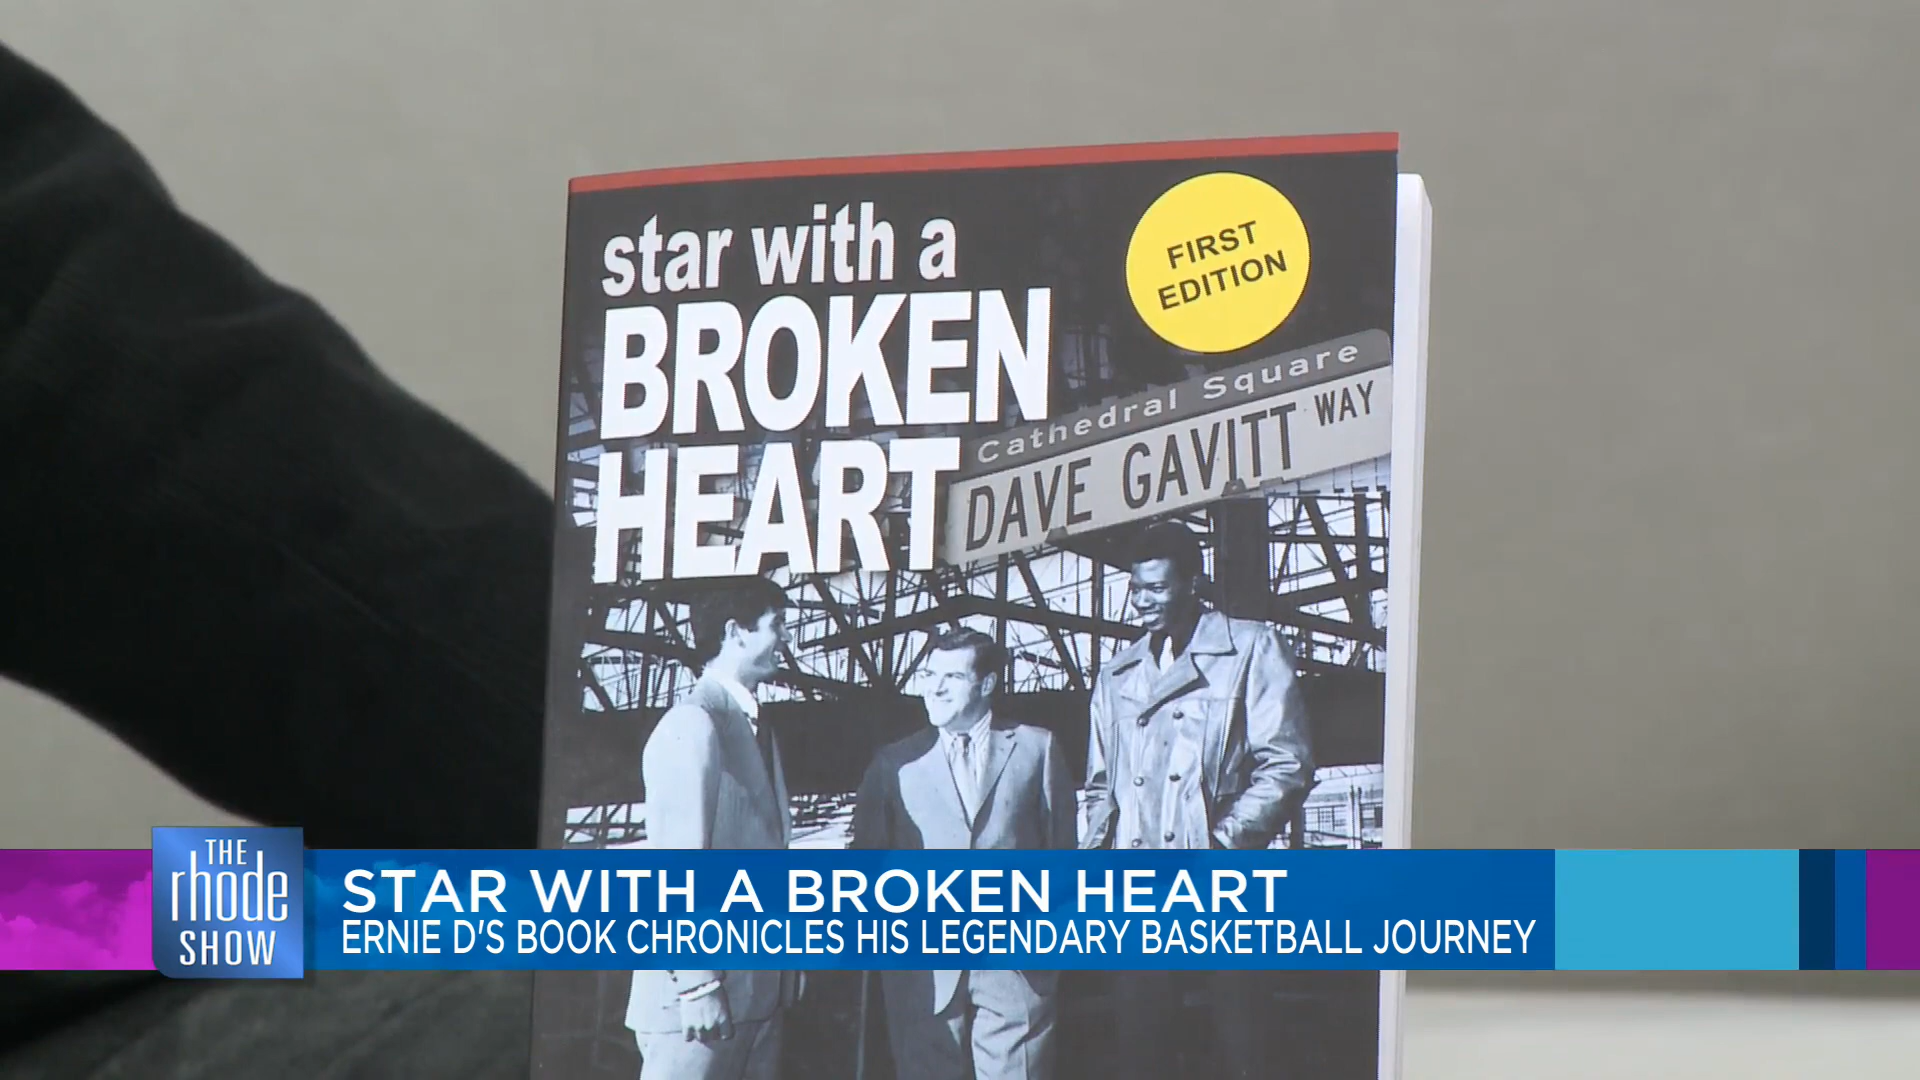 star with a
BROKEN
HEART
FIRST
EDITION
Cathedral Square
DAVE GAVITT WAY
THE
rhode
SHOW
STAR WITH A BROKEN HEART
ERNIE D'S BOOK CHRONICLES HIS LEGENDARY BASKETBALL JOURNEY